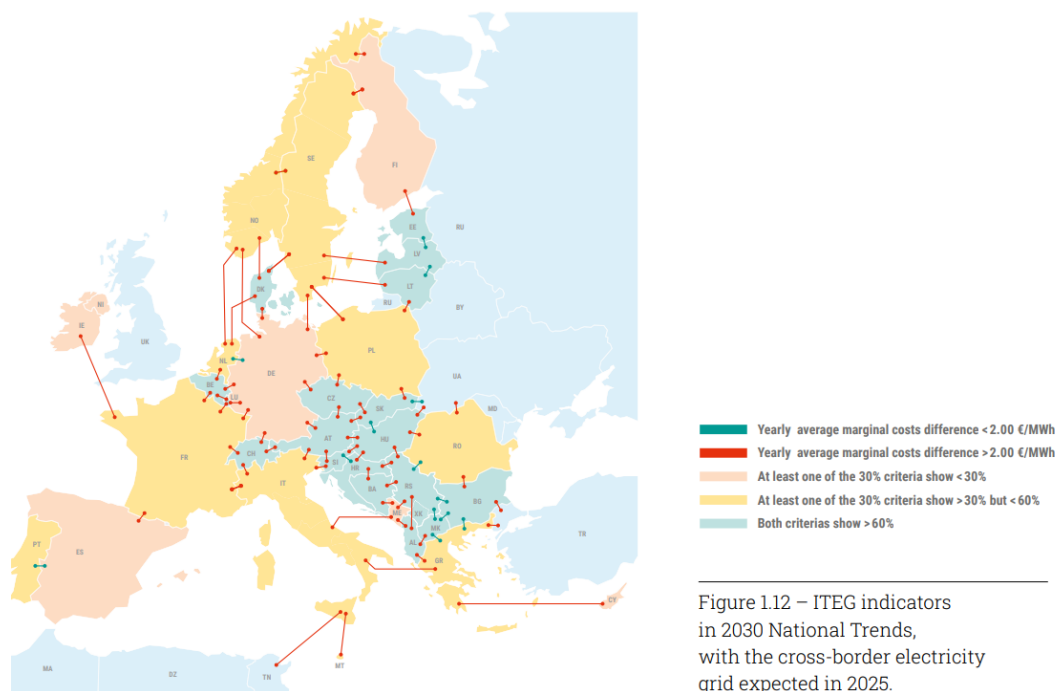 SE
FI
NO
RU
EE
LV
LT
DK
RU
BY
NI
IE
UK
NL
DE
PL
BE
LU
UA
CZ
SK
MD
AT
HU
CH
FR
SI
HR
RO
IT
BA
RS
BG
ME
XK
MK
AL
PT
ES
GR
TR
CY
MT
MA
DZ
TN
Yearly average marginal costs difference <2.00 €/MWh
Yearly average marginal costs difference >2.00 €/MWh
At least one of the 30% criteria show <30%
At least one of the 30% criteria show >30% but <60%
Both criterias show >60%
Figure 1.12 – ITEG indicators
in 2030 National Trends,
with the cross-border electricity
grid expected in 2025.